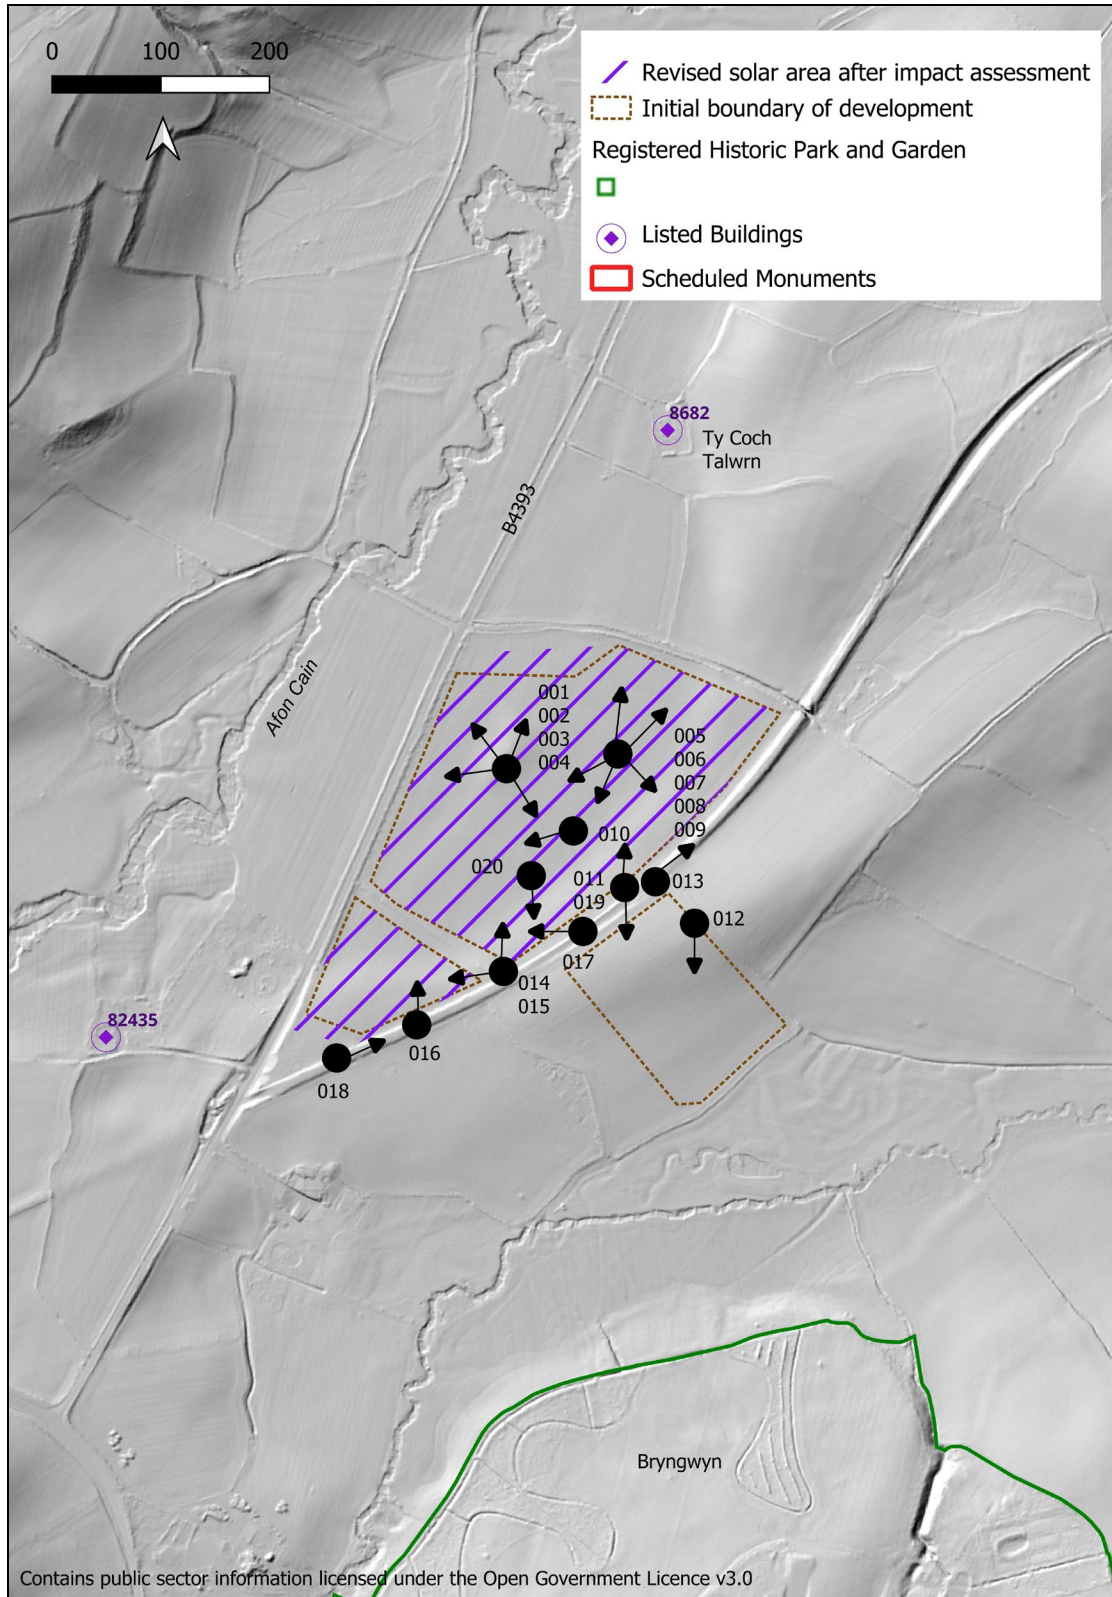 0 100 200
Revised solar area after impact assessment
Initial boundary of development
Registered Historic Park and Garden
Listed Buildings
Scheduled Monuments
8682
Ty Coch
Talwrn
B4393
Afon Cain
001
002
003
004
005
006
007
008
009
010
020
011
019
013
012
017
014
015
016
018
82435
Bryngwyn
Contains public sector information licensed under the Open Government Licence v3.0